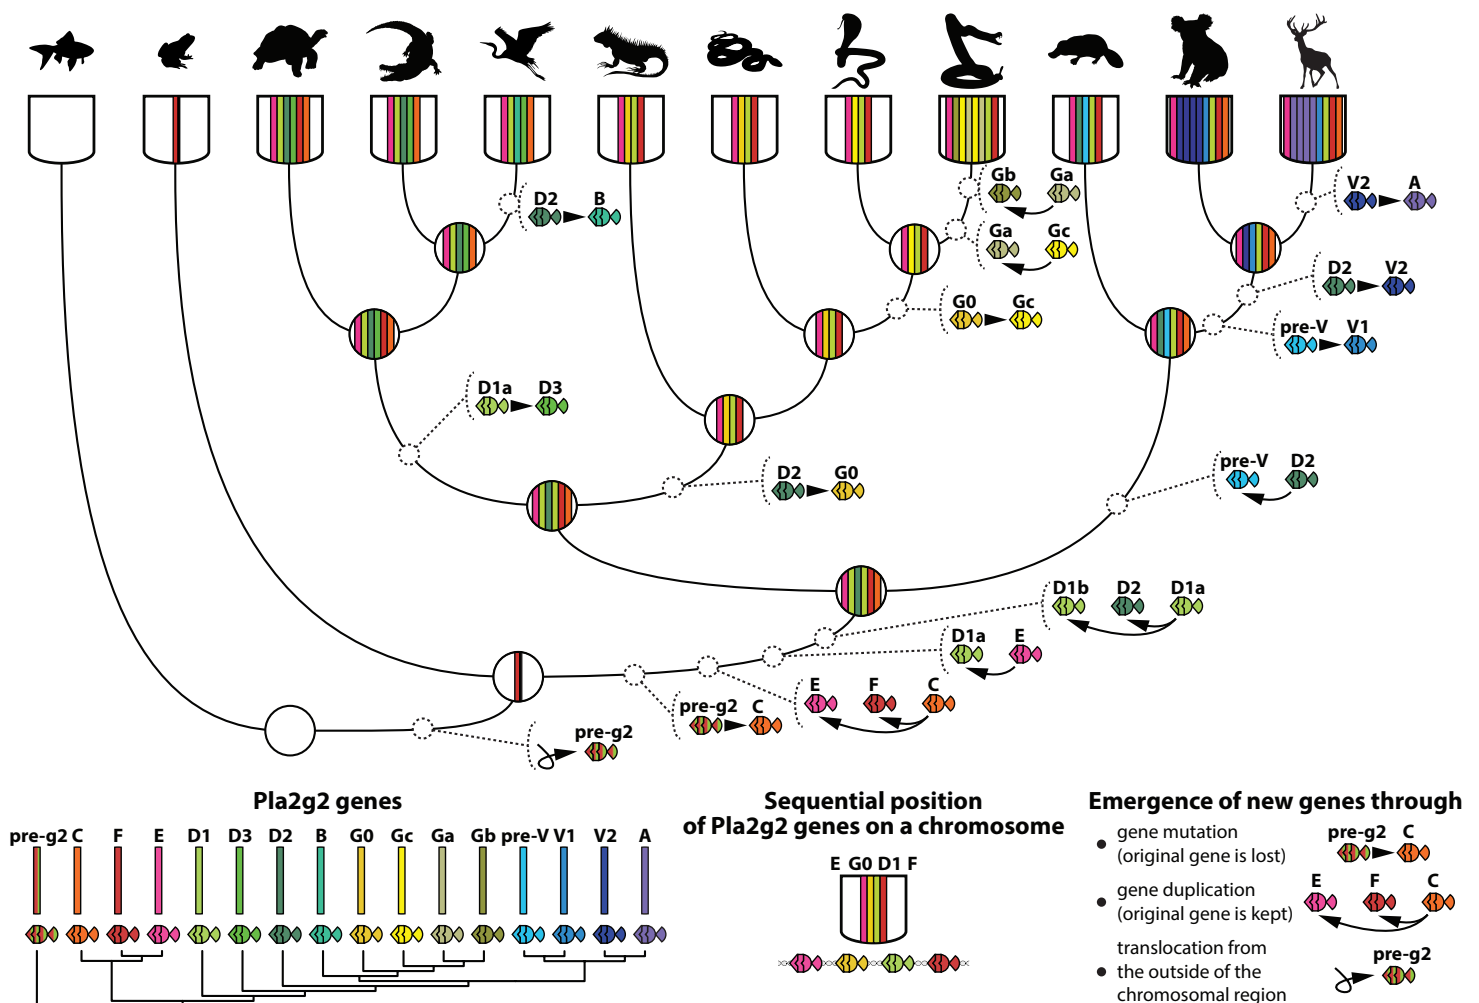 Gb Ga
V2 A
D2 B
Ga Gc
D2 V2
G0 Gc
pre-V V1
D1a D3
pre-V D2
D2 G0
D1b D2 D1a
D1a E
E F C
pre-g2 C
pre-g2
Pla2g2 genes
pre-g2 C F E D1 D3 D2 B G0 Gc Ga Gb pre-V V1 V2 A
Sequential position
of Pla2g2 genes on a chromosome
E G0 D1 F
Emergence of new genes through
• gene mutation
(original gene is lost)
pre-g2 C
• gene duplication
(original gene is kept)
E F C
• translocation from
the outside of the
chromosomal region
pre-g2